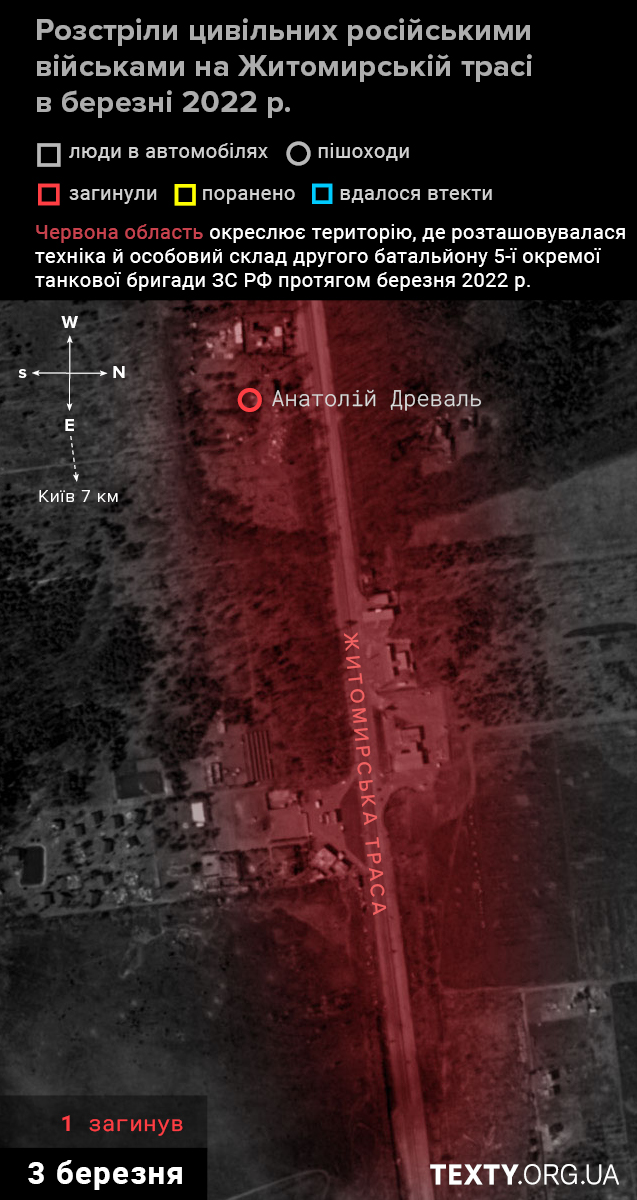 Розстріли цивільних російськими
військами на Житомирській трасі
в березні 2022 р.
люди в автомобілях пішоходи
загинули поранено вдалося втекти
Червона область окреслює територію, де розташовувалася
техніка й особовий склад другого батальйону 5-ї окремої
танкової бригади ЗС РФ протягом березня 2022 р.
W
s N
E
Київ 7 км
Анатолій Древаль
ЖИТОМИРСЬКА ТРАСА
1 загинув
3 березня
TEXTY.ORG.UA